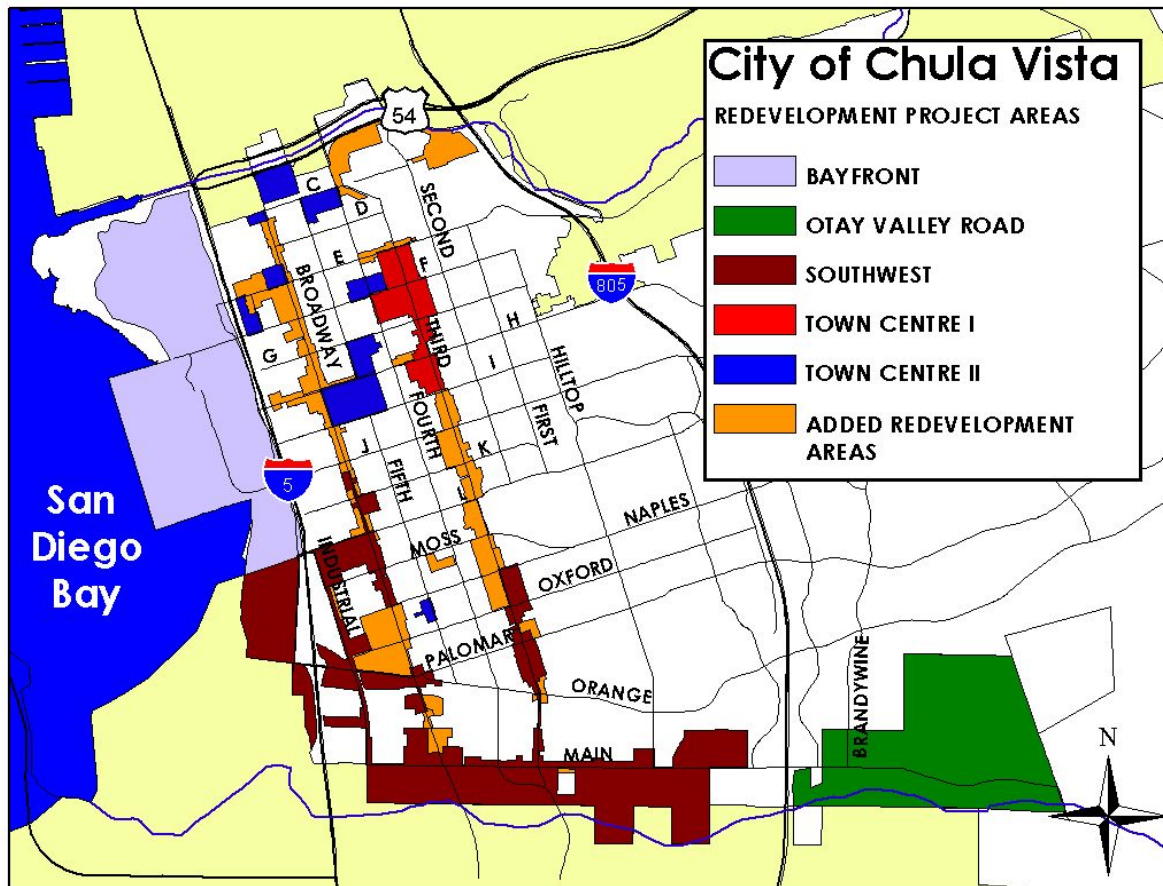 City of Chula Vista
REDEVELOPMENT PROJECT AREAS
BAYFRONT
OTAY VALLEY ROAD
SOUTHWEST
TOWN CENTRE I
TOWN CENTRE II
ADDED REDEVELOPMENT
AREAS
54
C
D
SECOND
E
F
BROADWAY
805
THIRD
H
G
I
HILLTOP
FOURTH
FIRST
J
K
5
FIFTH
L
San
Diego
Bay
NAPLES
MOSS
INDUSTRIAL
OXFORD
PALOMAR
ORANGE
BRANDYWINE
MAIN
N